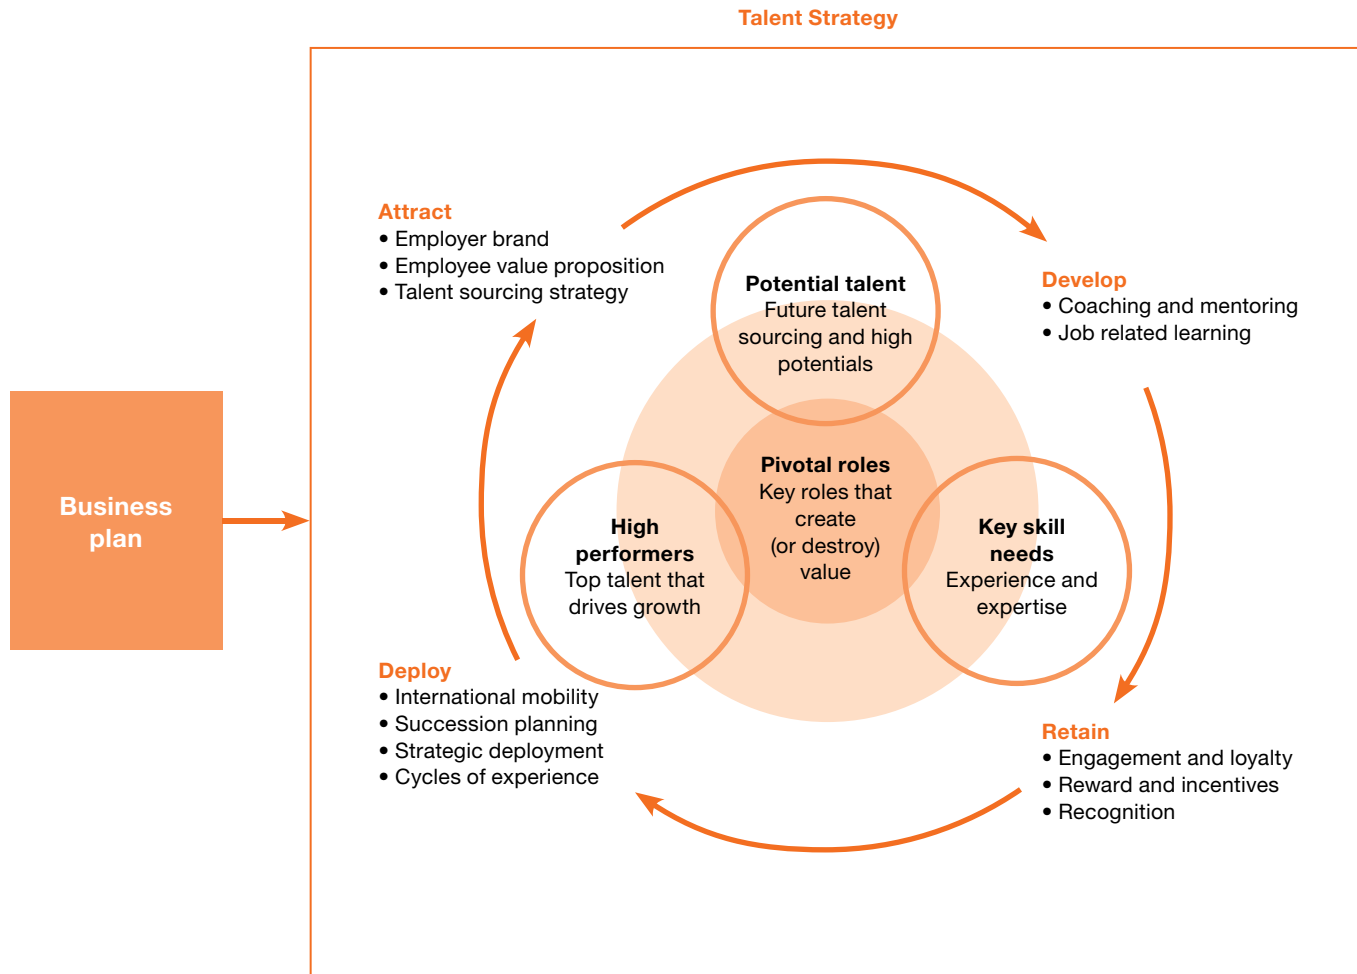 Talent Strategy
Business
plan
Attract
• Employer brand
• Employee value proposition
• Talent sourcing strategy
Develop
• Coaching and mentoring
• Job related learning
Potential talent
Future talent
sourcing and high
potentials
Pivotal roles
Key roles that
create
(or destroy)
value
High
performers
Top talent that
drives growth
Key skill
needs
Experience and
expertise
Deploy
• International mobility
• Succession planning
• Strategic deployment
• Cycles of experience
Retain
• Engagement and loyalty
• Reward and incentives
• Recognition